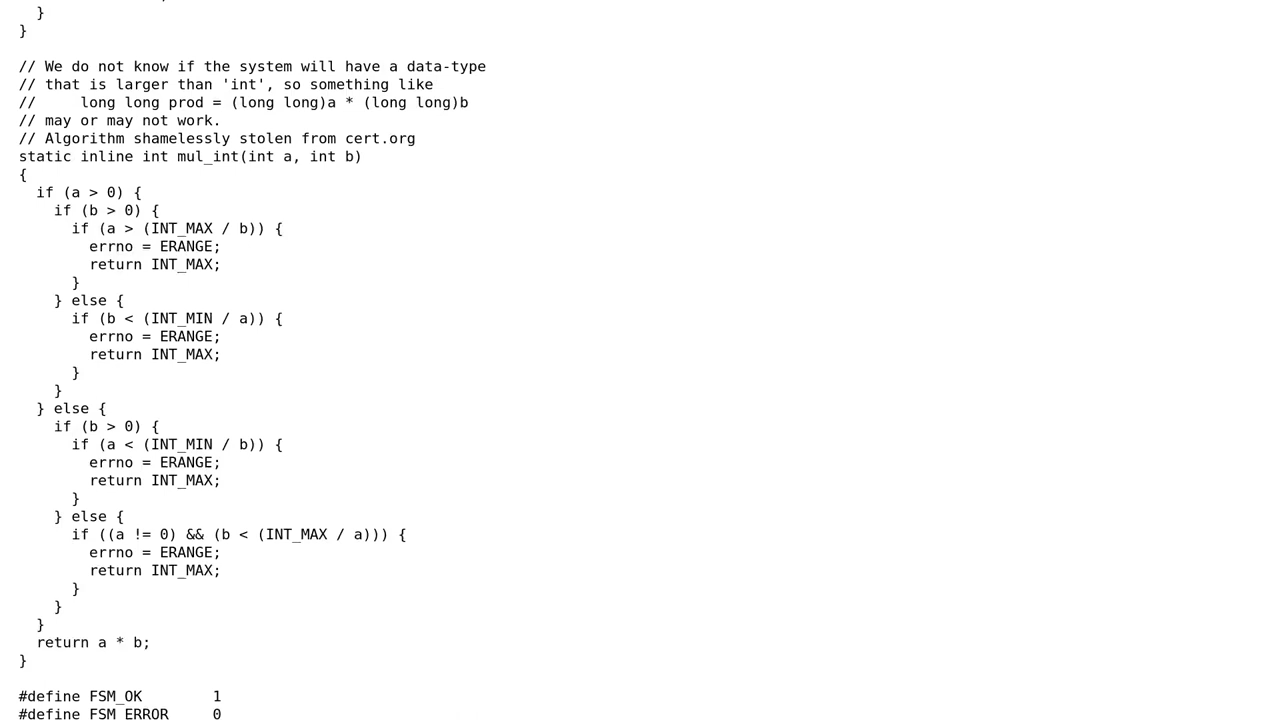 }
}

// We do not know if the system will have a data-type
// that is larger than 'int', so something like
//     long long prod = (long long)a * (long long)b
// may or may not work.
// Algorithm shamelessly stolen from cert.org
static inline int mul_int(int a, int b)
{
  if (a > 0) {
    if (b > 0) {
      if (a > (INT_MAX / b)) {
        errno = ERANGE;
        return INT_MAX;
      }
    } else {
      if (b < (INT_MIN / a)) {
        errno = ERANGE;
        return INT_MAX;
      }
    }
  } else {
    if (b > 0) {
      if (a < (INT_MIN / b)) {
        errno = ERANGE;
        return INT_MAX;
      }
    } else {
      if ((a != 0) && (b < (INT_MAX / a))) {
        errno = ERANGE;
        return INT_MAX;
      }
    }
  }
  return a * b;
}

#define FSM_OK        1
#define FSM_ERROR     0